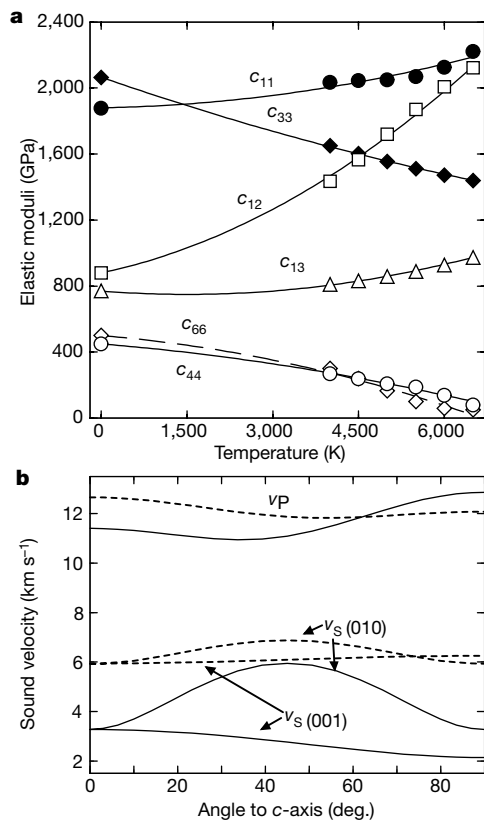 a
2,400
2,000
1,600
1,200
800
400
0
Elastic moduli (GPa)
c11
c33
c12
c13
c66
c44
0 1,500 3,000 4,500 6,000
Temperature (K)
b
12
10
8
6
4
2
Sound velocity (km s⁻¹)
vP
vS (010)
vS (001)
0 20 40 60 80
Angle to c-axis (deg.)